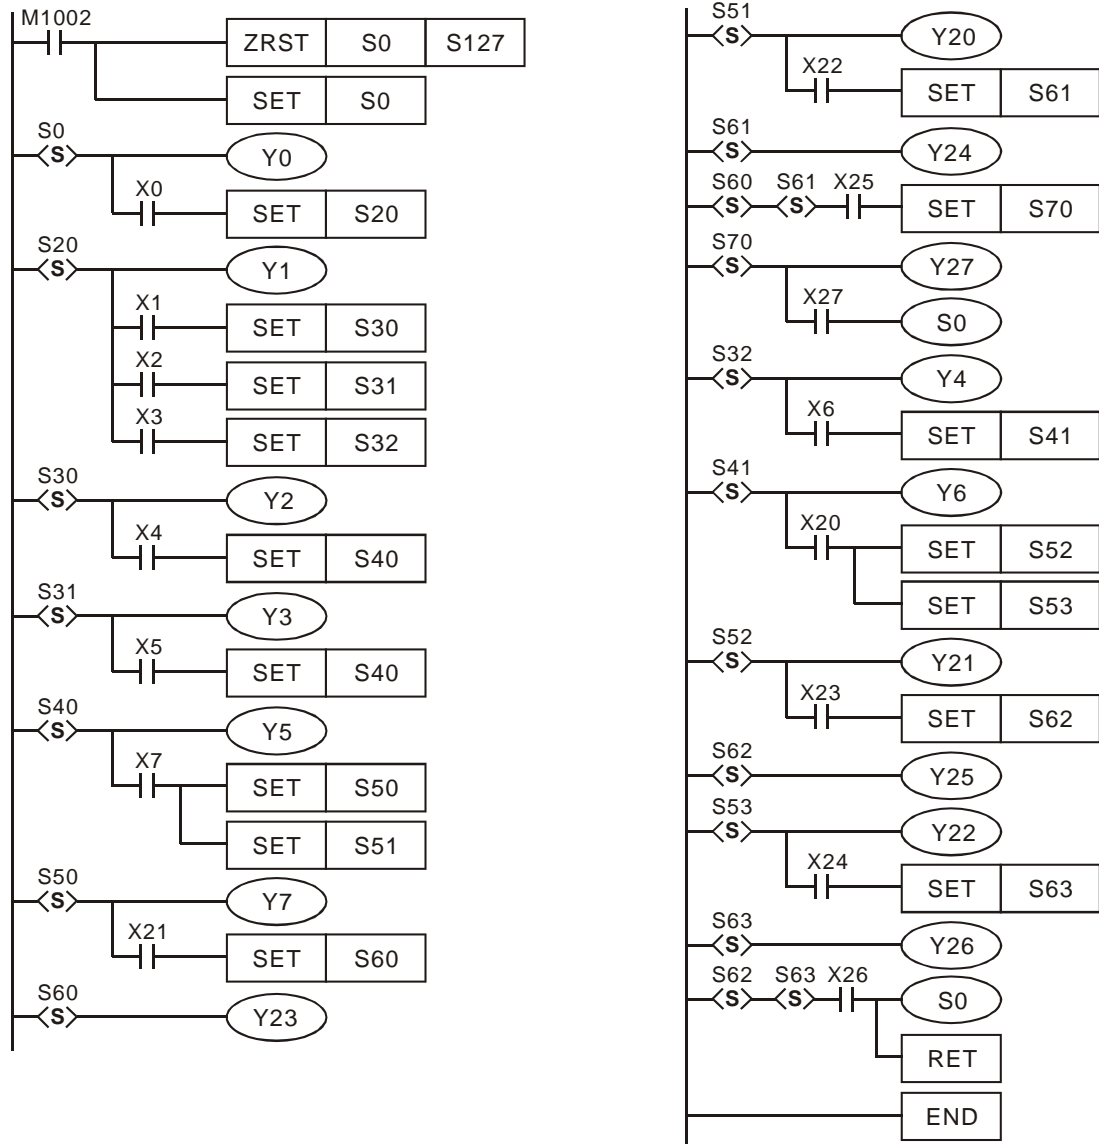 M1002
ZRST S0 S127
SET S0
S0
S Y0
X0
SET S20
S20
S Y1
X1
SET S30
X2
SET S31
X3
SET S32
S30
S Y2
X4
SET S40
S31
S Y3
X5
SET S40
S40
S Y5
X7
SET S50
SET S51
S50
S Y7
X21
SET S60
S60
S Y23
S51
S Y20
X22
SET S61
S61
S Y24
S60 S61 X25
S S SET S70
S70
S Y27
X27
S0
S32
S Y4
X6
SET S41
S41
S Y6
X20
SET S52
SET S53
S52
S Y21
X23
SET S62
S62
S Y25
S53
S Y22
X24
SET S63
S63
S Y26
S62 S63 X26
S S S0
RET
END